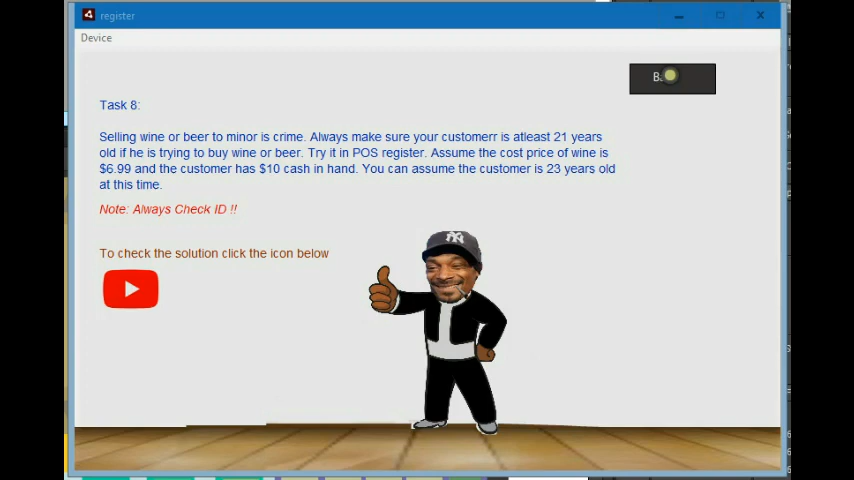 register
Device
Task 8:
Selling wine or beer to minor is crime. Always make sure your customerr is atleast 21 years
old if he is trying to buy wine or beer. Try it in POS register. Assume the cost price of wine is
$6.99 and the customer has $10 cash in hand. You can assume the customer is 23 years old
at this time.
Note: Always Check ID !!
To check the solution click the icon below